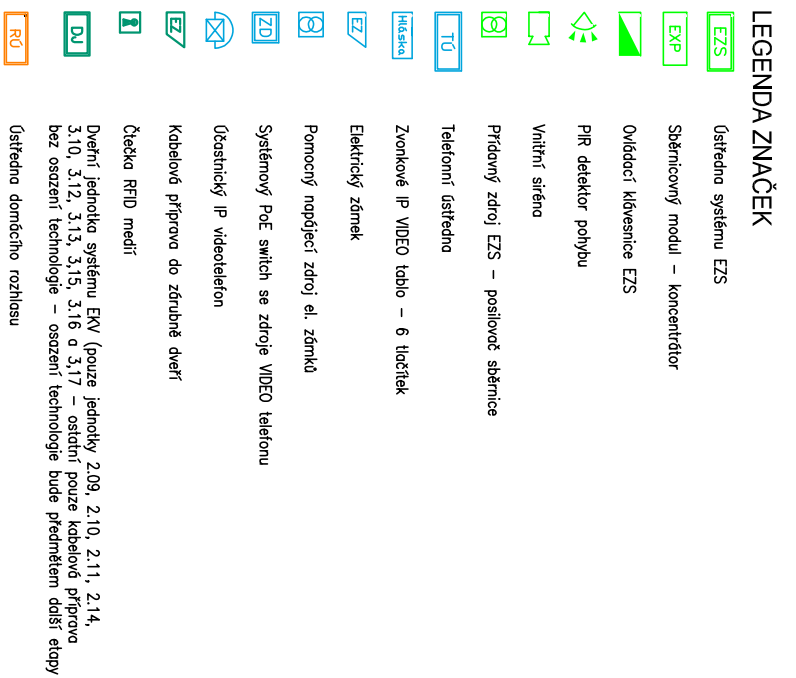 LEGENDA ZNAČEK
EZS Ústředna systému EZS
EXP Sběrnicovný modul – koncentrátor
Ovládací klávesnice EZS
PIR detektor pohybu
Vnitřní siréna
Přídavný zdroj EZS – posilovač sběrnice
TÚ Telefonní ústředna
Hláska Zvonkové IP VIDEO tablo – 6 tlačítek
EZ Elektrický zámek
Pomocný napájecí zdroj el. zámků
ZD Systémový PoE switch se zdroje VIDEO telefonu
Účastnický IP videotelefon
EZ Kabelová příprava do zárubně dveří
Čtečka RFID medií
DJ Dveřní jednotka systému EKV (pouze jednotky 2.09, 2.10, 2.11, 2.14,
3.10, 3.12, 3.13, 3,15, 3.16 a 3,17 – ostatní pouze kabelová příprava
bez osazení technologie – osazení technologie bude předmětem další etapy
RÚ Ústředna domácího rozhlasu